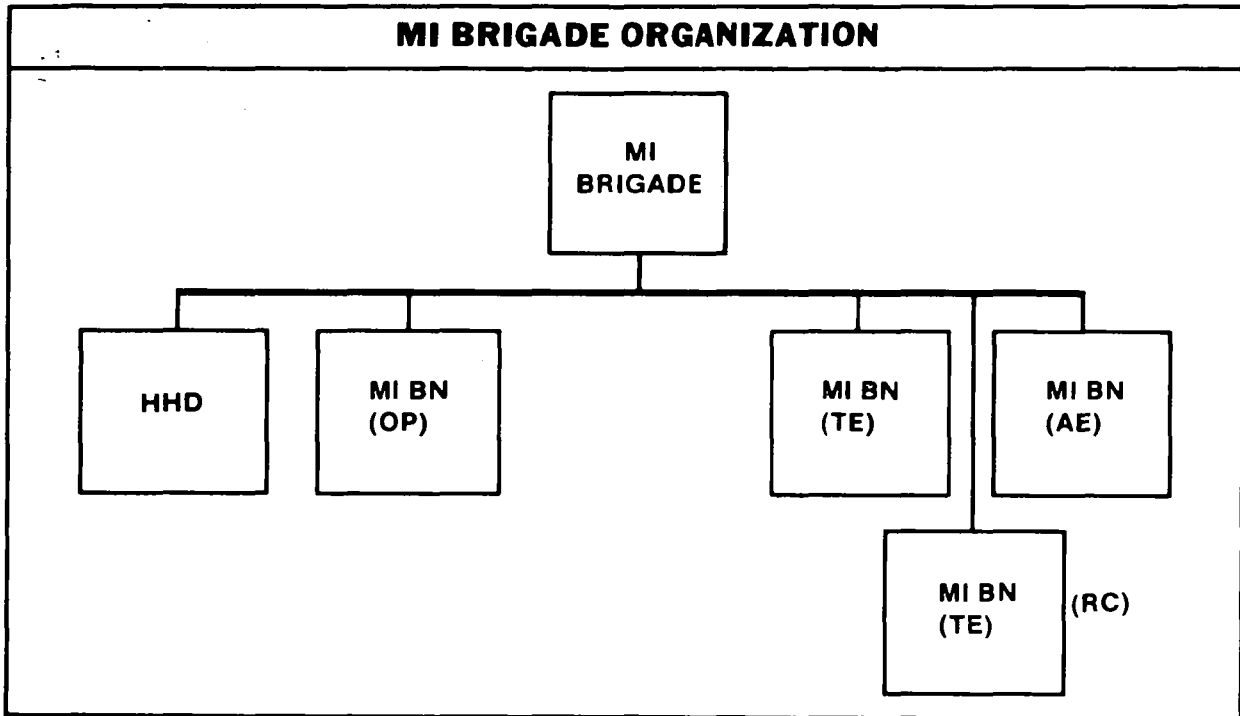 MI BRIGADE ORGANIZATION
MI
BRIGADE
HHD
MI BN
(OP)
MI BN
(TE)
MI BN
(AE)
MI BN
(TE)
(RC)